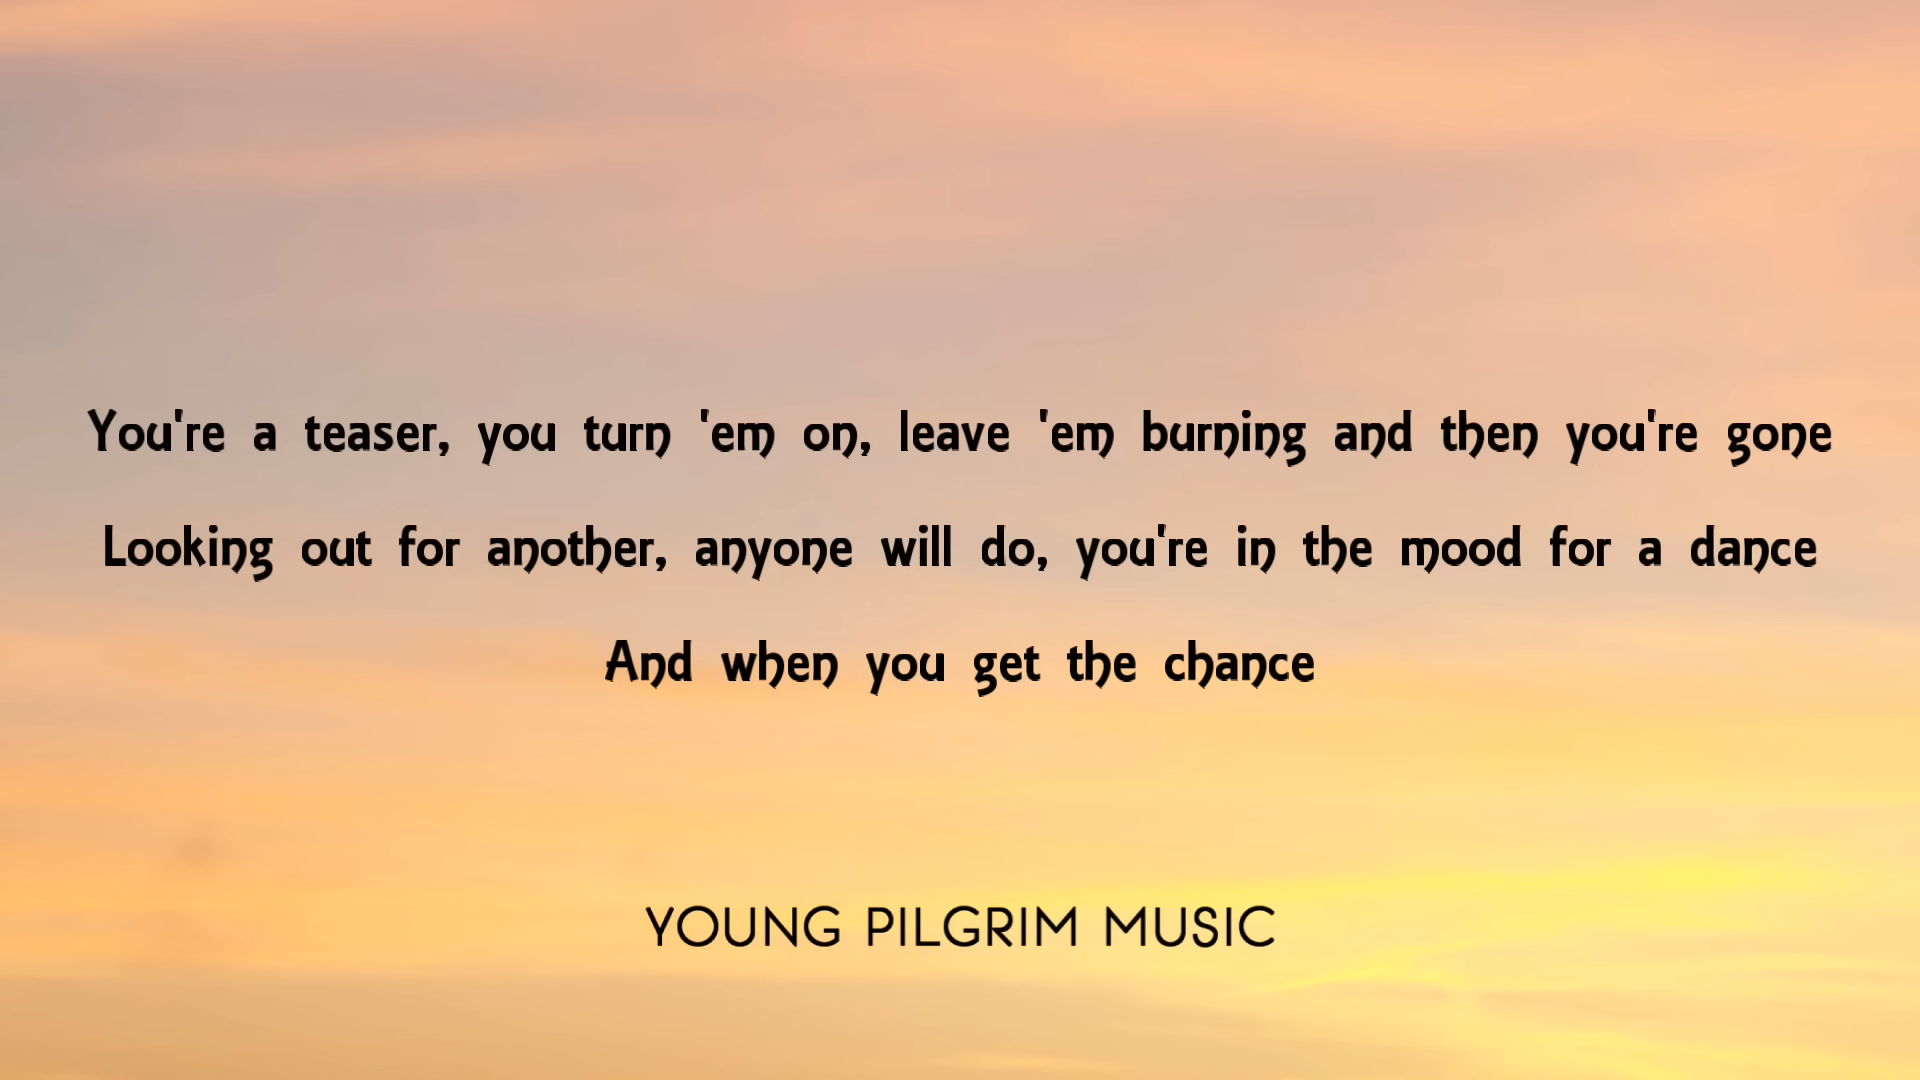 You're a teaser, you turn 'em on, leave 'em burning and then you're gone
Looking out for another, anyone will do, you're in the mood for a dance
And when you get the chance
YOUNG PILGRIM MUSIC